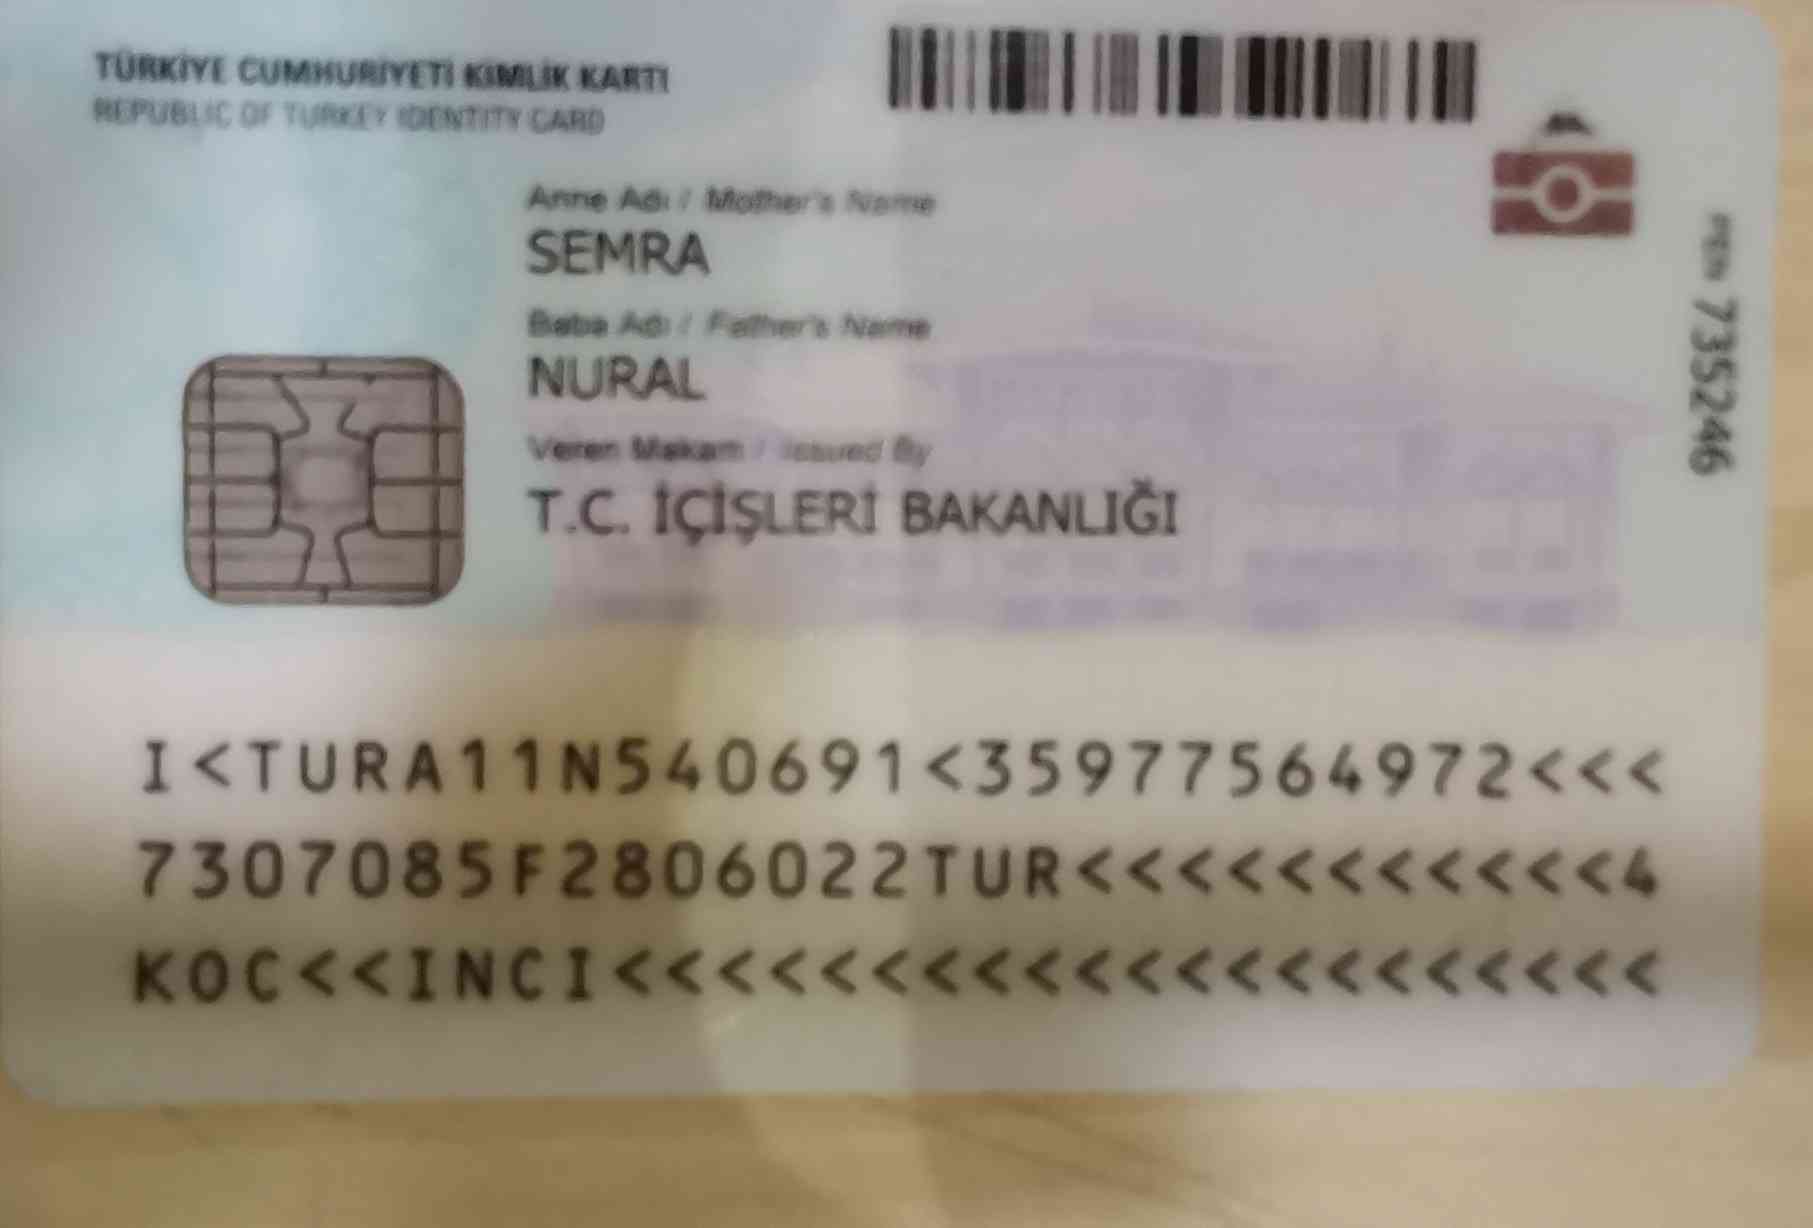 TÜRKİYE CUMHURİYETİ KİMLİK KARTI
REPUBLIC OF TURKEY IDENTITY CARD
Anne Adı / Mother's Name
SEMRA
Baba Adı / Father's Name
NURAL
Veren Makam / Issued By
T.C. İÇİŞLERİ BAKANLIĞI
735246
I<TURA11N540691<35977564972<<<
7307085F2806022TUR<<<<<<<<<<<4
KOC<<INCI<<<<<<<<<<<<<<<<<<<<<